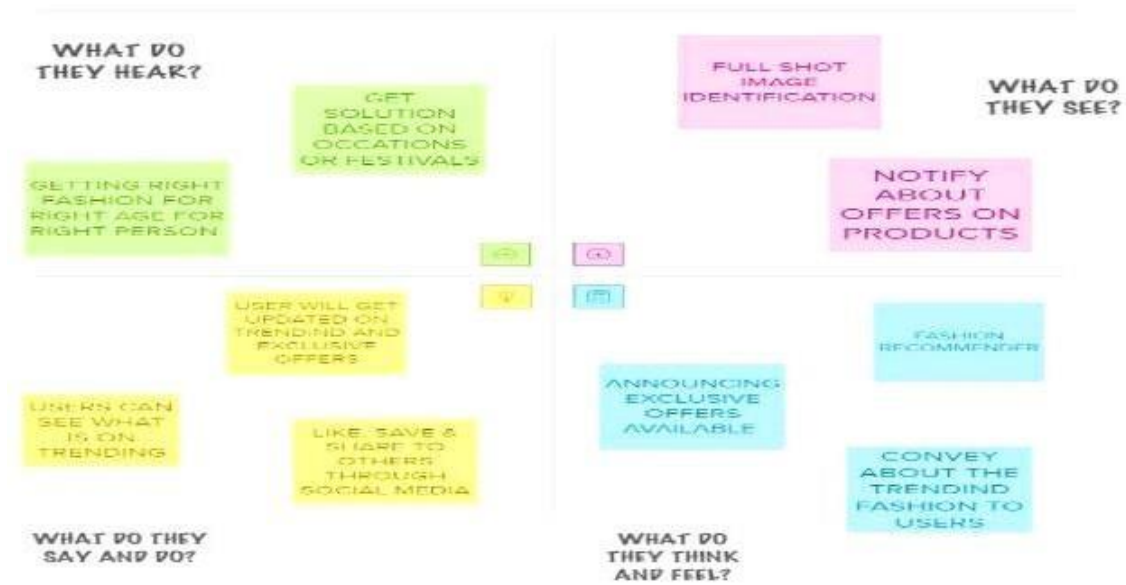 WHAT DO
THEY HEAR?
GET
SOLUTION
BASED ON
OCCATIONS
OR FESTIVALS
GETTING RIGHT
FASHION FOR
RIGHT AGE FOR
RIGHT PERSON
FULL SHOT
IMAGE
IDENTIFICATION
WHAT DO
THEY SEE?
NOTIFY
ABOUT
OFFERS ON
PRODUCTS
USER WILL GET
UPDATED ON
TRENDIND AND
EXCLUSIVE
OFFERS
USERS CAN
SEE WHAT
IS ON
TRENDING
LIKE, SAVE &
SHARE TO
OTHERS
THROUGH
SOCIAL MEDIA
WHAT DO THEY
SAY AND DO?
FASHION
RECOMMENDER
ANNOUNCING
EXCLUSIVE
OFFERS
AVAILABLE
CONVEY
ABOUT THE
TRENDIND
FASHION TO
USERS
WHAT DO
THEY THINK
AND FEEL?